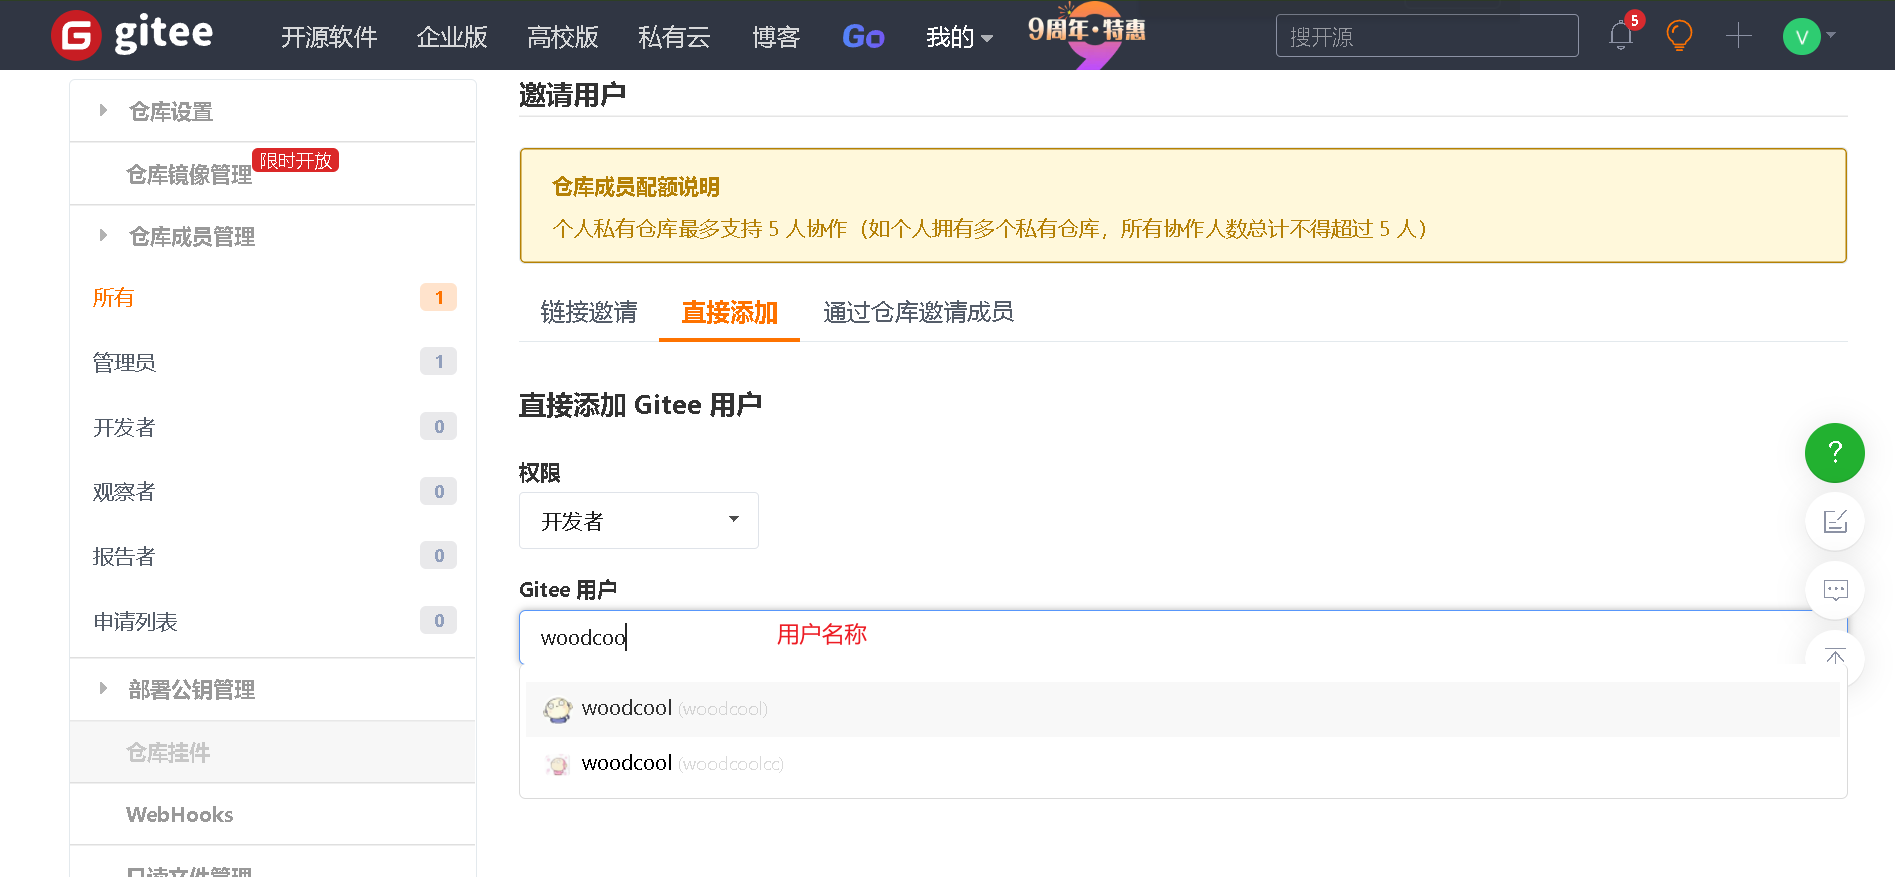 gitee 开源软件 企业版 高校版 私有云 博客 Go 我的 9周年·特惠 搜开源 5 V
仓库设置
仓库镜像管理 限时开放
仓库成员管理
所有 1
管理员 1
开发者 0
观察者 0
报告者 0
申请列表 0
部署公钥管理
仓库挂件
WebHooks
只读文件管理
邀请用户
仓库成员配额说明
个人私有仓库最多支持 5 人协作（如个人拥有多个私有仓库，所有协作人数总计不得超过 5 人）
链接邀请 直接添加 通过仓库邀请成员
直接添加 Gitee 用户
权限
开发者
Gitee 用户
woodcoo 用户名称
woodcool (woodcool)
woodcool (woodcoolcc)
?